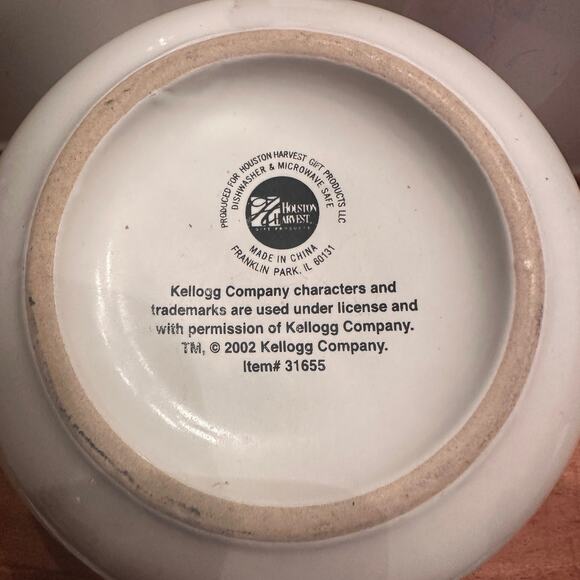 PRODUCED FOR HOUSTON HARVEST GIFT PRODUCTS LLC
DISHWASHER & MICROWAVE SAFE
HOUSTON
HARVEST
GIFT PRODUCTS
MADE IN CHINA
FRANKLIN PARK, IL 60131
Kellogg Company characters and
trademarks are used under license and
with permission of Kellogg Company.
TM, © 2002 Kellogg Company.
Item# 31655